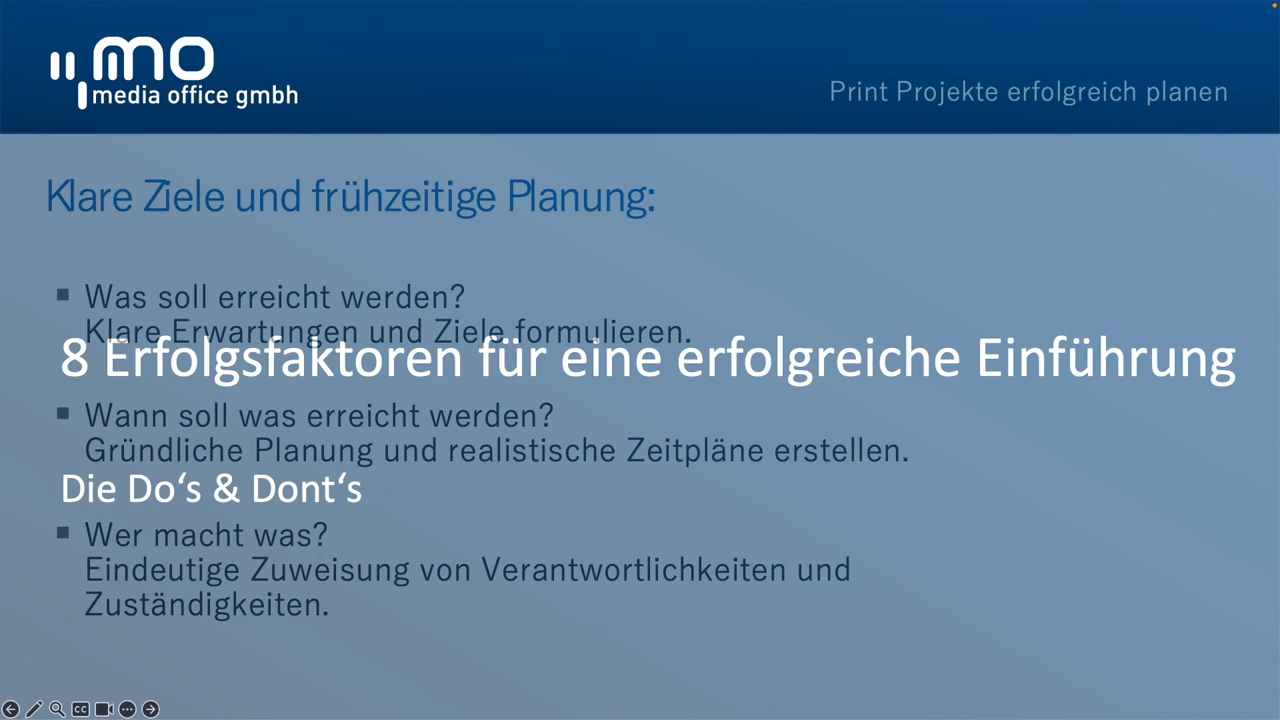 mo
media office gmbh
Print Projekte erfolgreich planen
Klare Ziele und frühzeitige Planung:
Was soll erreicht werden?
Klare Erwartungen und Ziele formulieren.
8 Erfolgsfaktoren für eine erfolgreiche Einführung
Wann soll was erreicht werden?
Gründliche Planung und realistische Zeitpläne erstellen.
Die Do‘s & Dont‘s
Wer macht was?
Eindeutige Zuweisung von Verantwortlichkeiten und
Zuständigkeiten.
CC